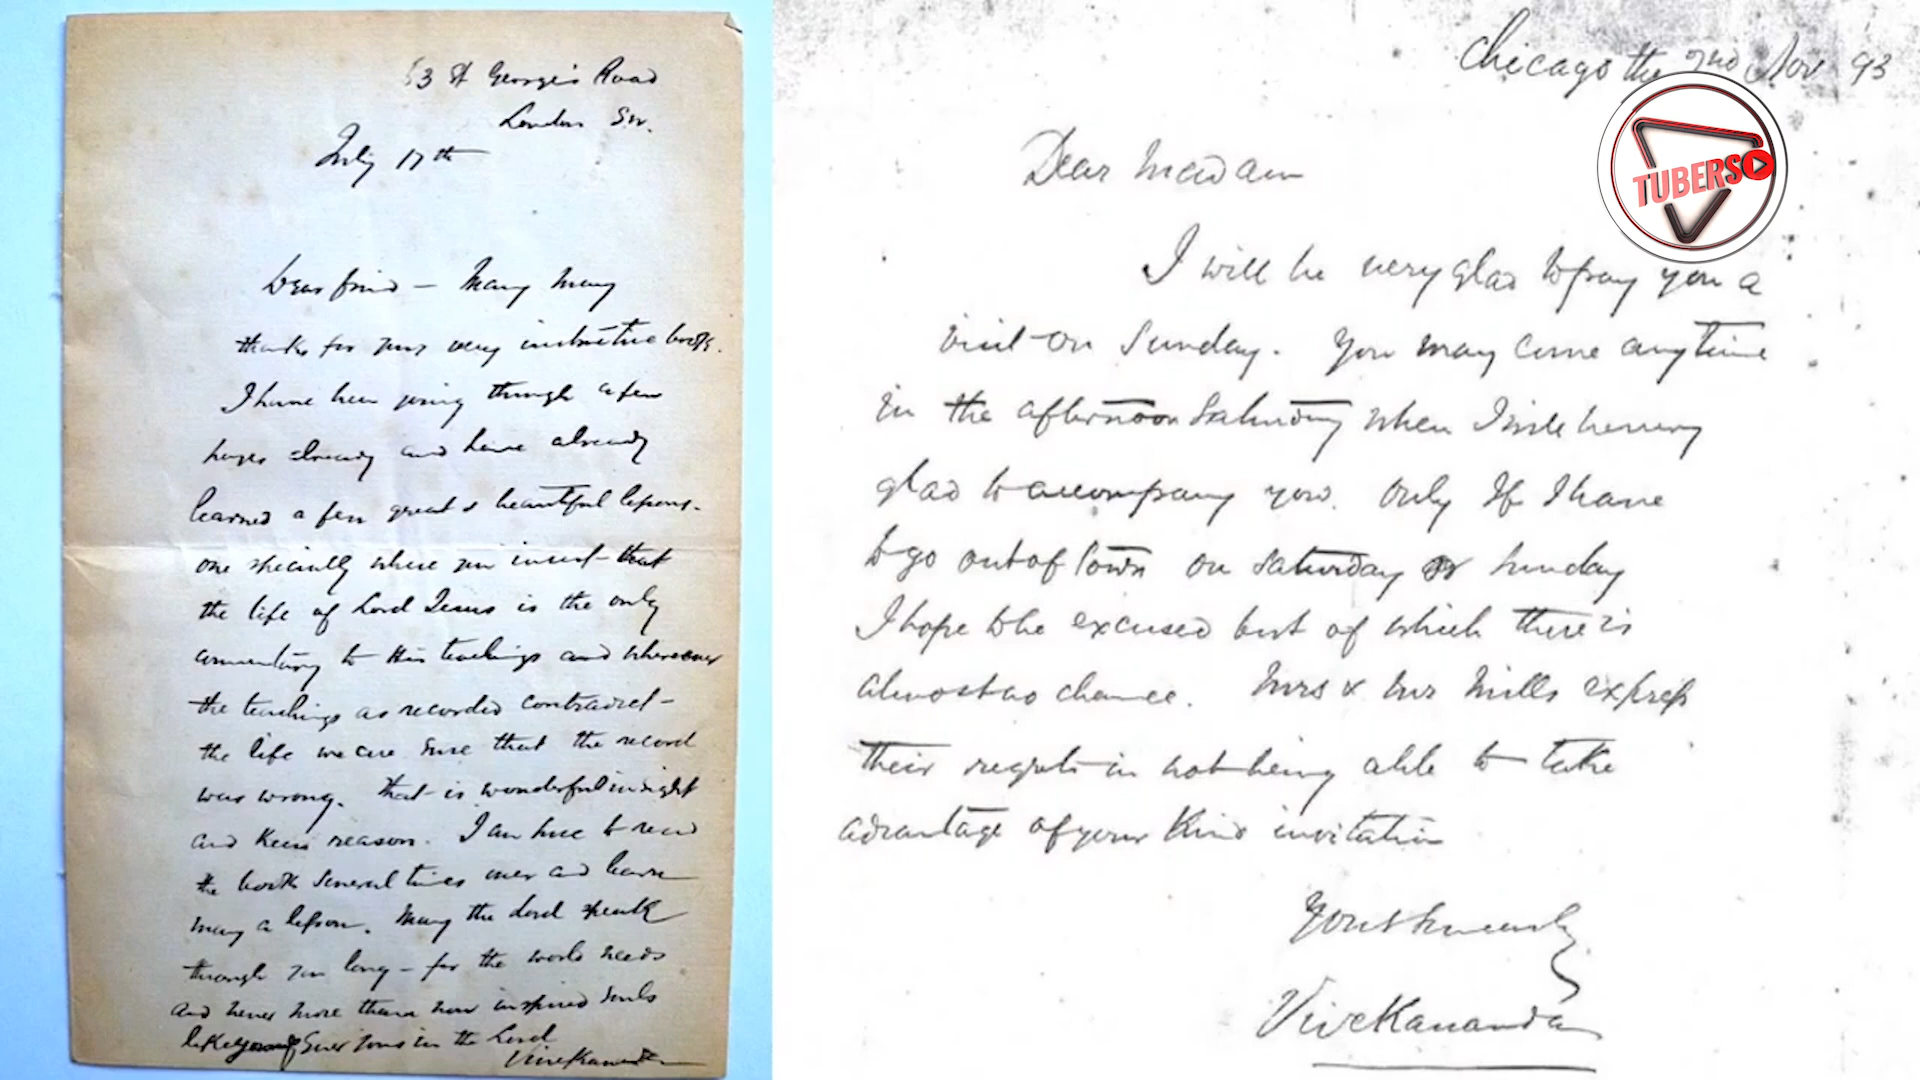 63 St George's Road
London Sw.
July 17th
Dear friend — Many many
thanks for your very instructive book.
I have been going through a few
pages already and have already
learned a few great & beautiful lessons.
one specially where you insist that
the life of Lord Jesus is the only
commentary to His teachings and wherever
the teachings as recorded contradict
the life we are sure that the record
was wrong. that is wonderful insight
and keen reason. I am sure to read
the book several times over and learn
many a lesson. May the Lord speak
through you long — for the world needs
and never more than now inspired souls
like yourself Ever yours in the Lord
Vivekananda
Chicago the 2nd Nov 93
Dear Madam
I will be very glad to pay you a
visit on Sunday. You may come anytime
in the afternoon Saturday when I will be very
glad to accompany you. Only If I have
to go out of town on Saturday or Sunday
I hope to be excused but of which there is
almost no chance. Mrs & Mr Mills express
their regrets in not being able to take
advantage of your kind invitation
Yours sincerely
Vivekananda
TUBERS